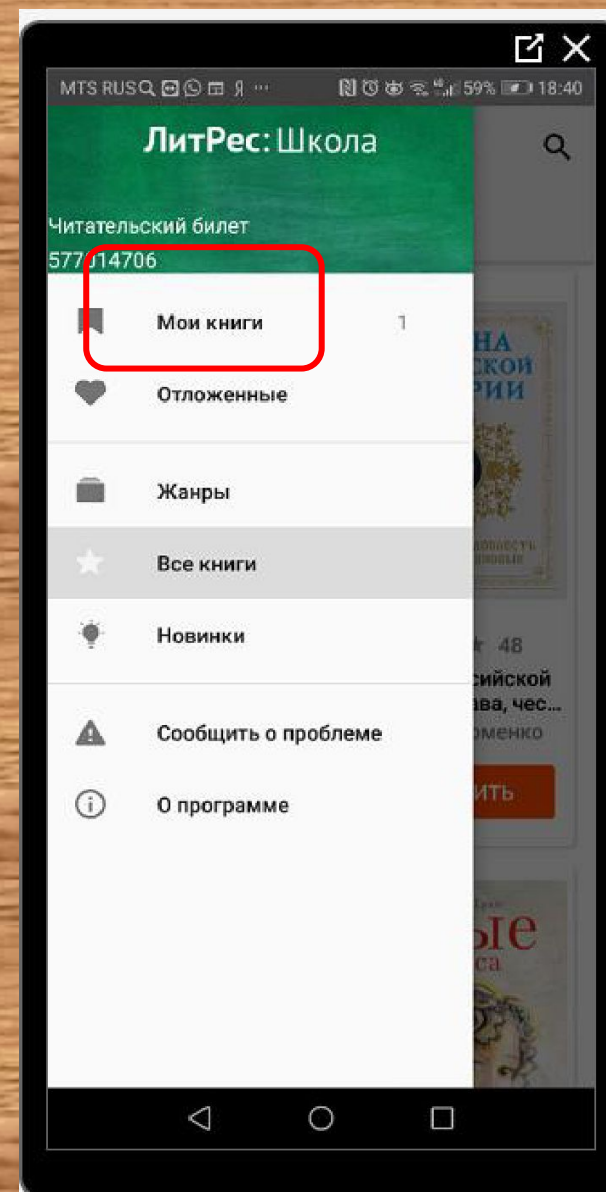 MTS RUS 59% 18:40
ЛитРес: Школа
Читательский билет
577014706
Мои книги 1
Отложенные
Жанры
Все книги
Новинки
48
Сообщить о проблеме
О программе